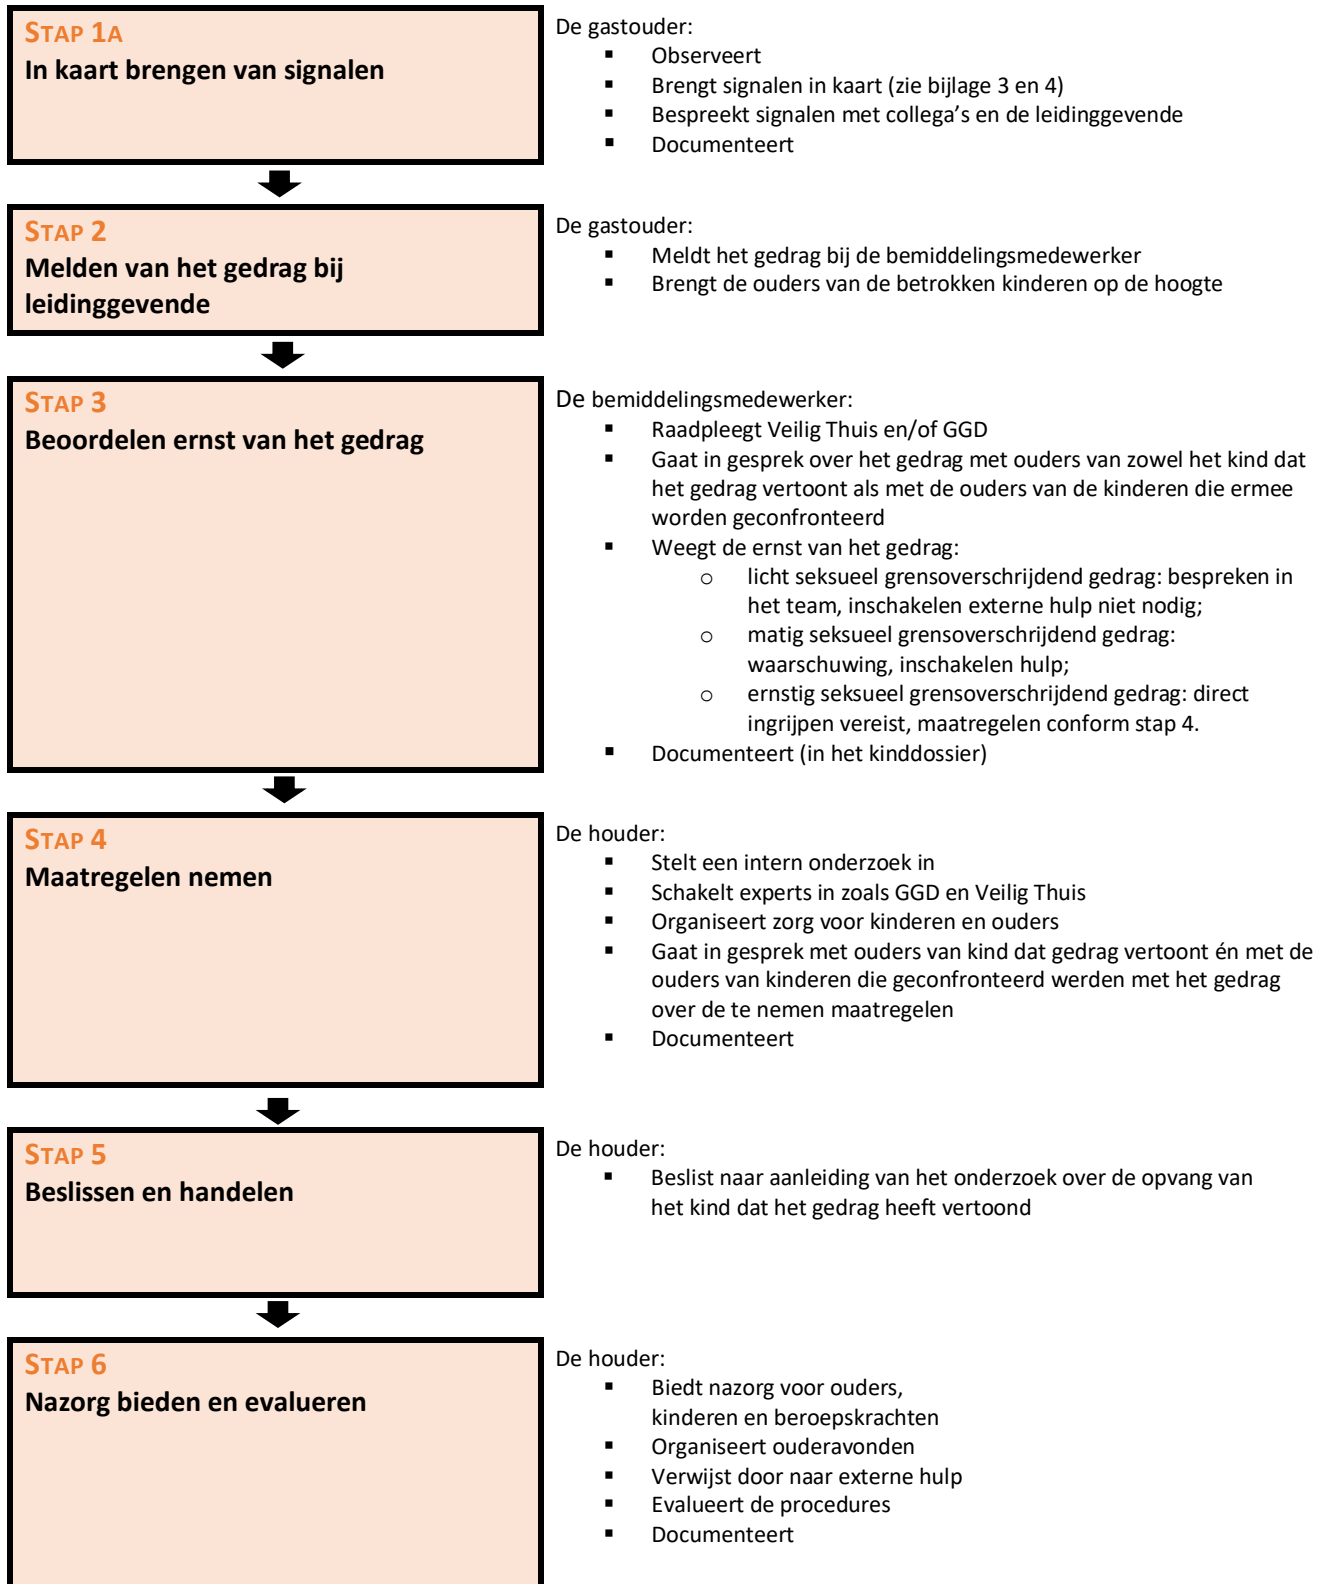 STAP 1A
In kaart brengen van signalen
De gastouder:
▪ Observeert
▪ Brengt signalen in kaart (zie bijlage 3 en 4)
▪ Bespreekt signalen met collega’s en de leidinggevende
▪ Documenteert
STAP 2
Melden van het gedrag bij
leidinggevende
De gastouder:
▪ Meldt het gedrag bij de bemiddelingsmedewerker
▪ Brengt de ouders van de betrokken kinderen op de hoogte
STAP 3
Beoordelen ernst van het gedrag
De bemiddelingsmedewerker:
▪ Raadpleegt Veilig Thuis en/of GGD
▪ Gaat in gesprek over het gedrag met ouders van zowel het kind dat
het gedrag vertoont als met de ouders van de kinderen die ermee
worden geconfronteerd
▪ Weegt de ernst van het gedrag:
o licht seksueel grensoverschrijdend gedrag: bespreken in
het team, inschakelen externe hulp niet nodig;
o matig seksueel grensoverschrijdend gedrag:
waarschuwing, inschakelen hulp;
o ernstig seksueel grensoverschrijdend gedrag: direct
ingrijpen vereist, maatregelen conform stap 4.
▪ Documenteert (in het kinddossier)
STAP 4
Maatregelen nemen
De houder:
▪ Stelt een intern onderzoek in
▪ Schakelt experts in zoals GGD en Veilig Thuis
▪ Organiseert zorg voor kinderen en ouders
▪ Gaat in gesprek met ouders van kind dat gedrag vertoont én met de
ouders van kinderen die geconfronteerd werden met het gedrag
over de te nemen maatregelen
▪ Documenteert
STAP 5
Beslissen en handelen
De houder:
▪ Beslist naar aanleiding van het onderzoek over de opvang van
het kind dat het gedrag heeft vertoond
STAP 6
Nazorg bieden en evalueren
De houder:
▪ Biedt nazorg voor ouders,
kinderen en beroepskrachten
▪ Organiseert ouderavonden
▪ Verwijst door naar externe hulp
▪ Evalueert de procedures
▪ Documenteert